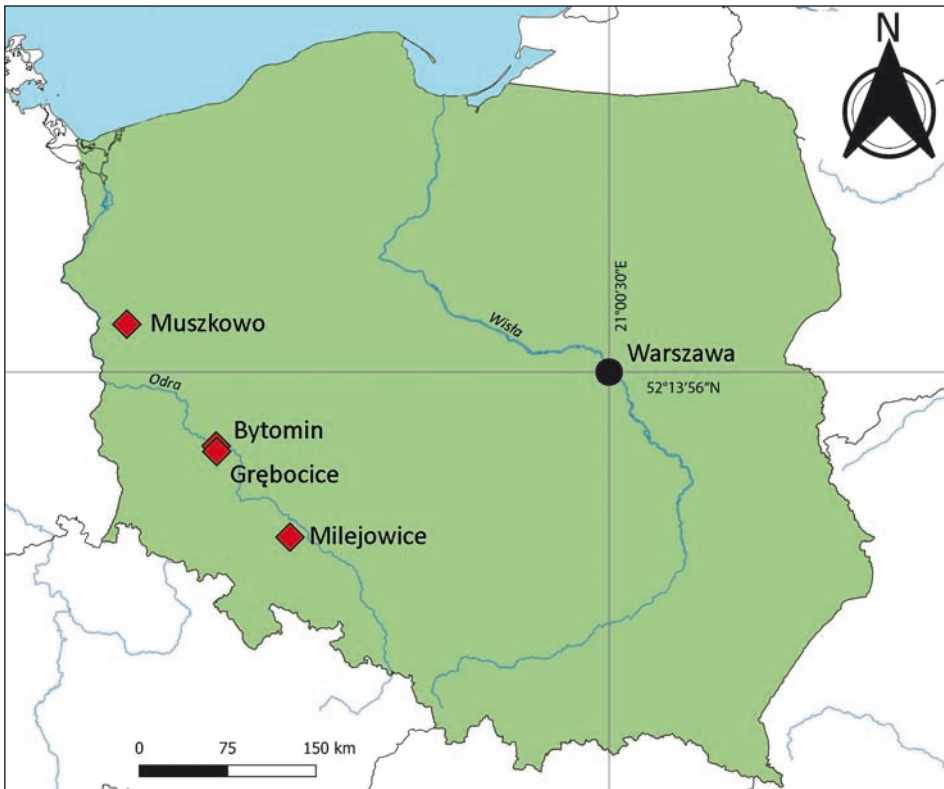 N
21°00'30"E
Muszkowo
Wisła
Warszawa
Odra
52°13'56"N
Bytomin
Grębocice
Milejowice
0 75 150 km